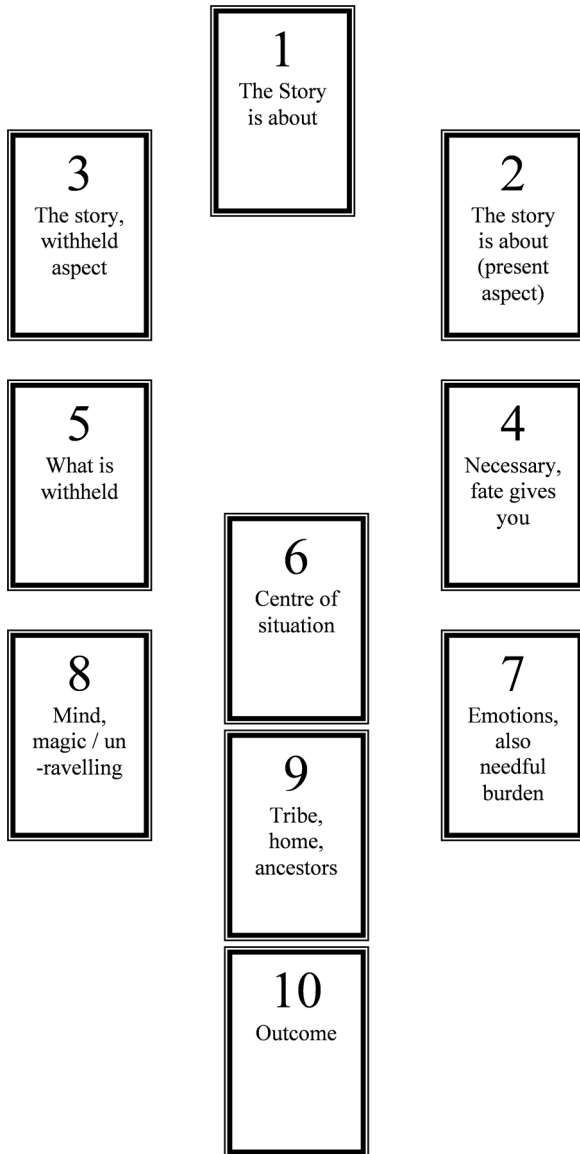 1
The Story
is about
3
The story,
withheld
aspect
2
The story
is about
(present
aspect)
5
What is
withheld
4
Necessary,
fate gives
you
6
Centre of
situation
8
Mind,
magic / un
-ravelling
7
Emotions,
also
needful
burden
9
Tribe,
home,
ancestors
10
Outcome